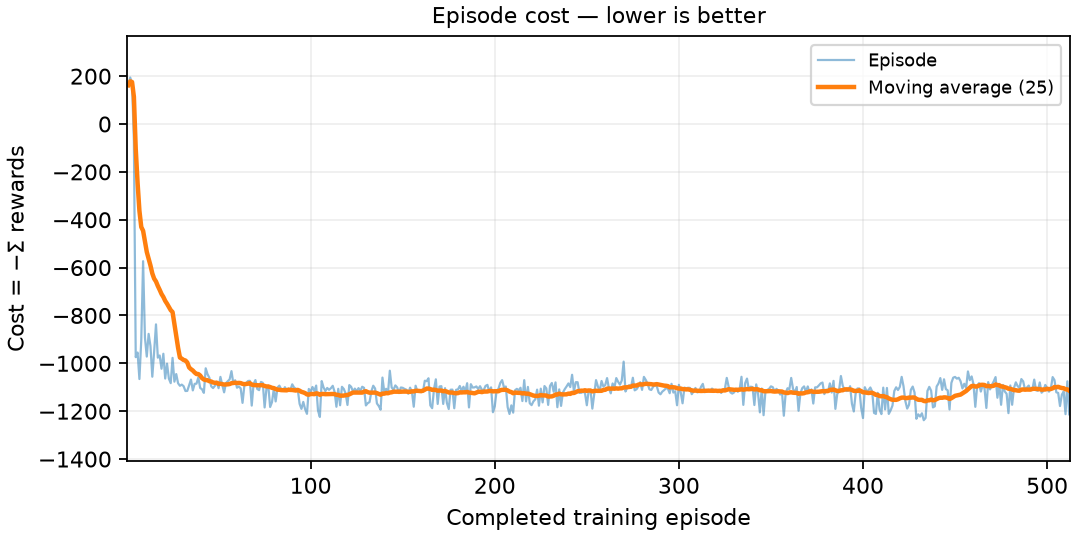 Episode cost — lower is better
Episode
Moving average (25)
Cost = −Σ rewards
200
0
−200
−400
−600
−800
−1000
−1200
−1400
100
200
300
400
500
Completed training episode